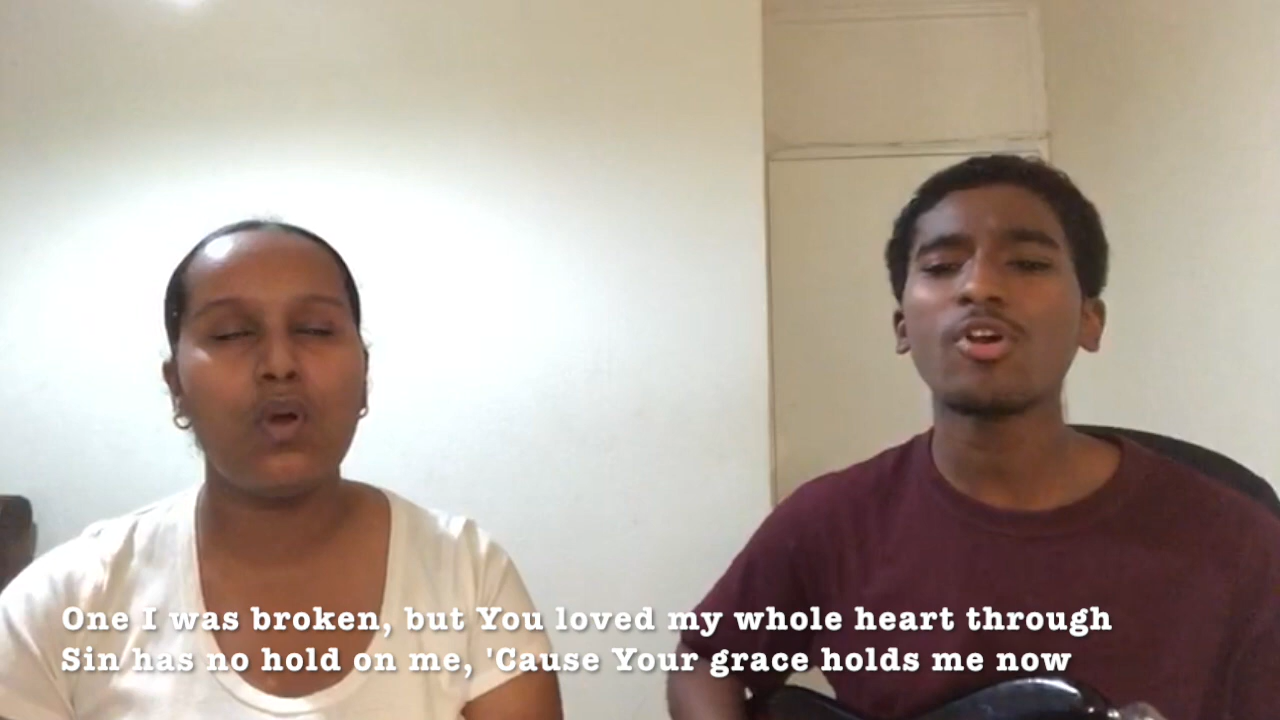 One I was broken, but You loved my whole heart through
Sin has no hold on me, 'Cause Your grace holds me now